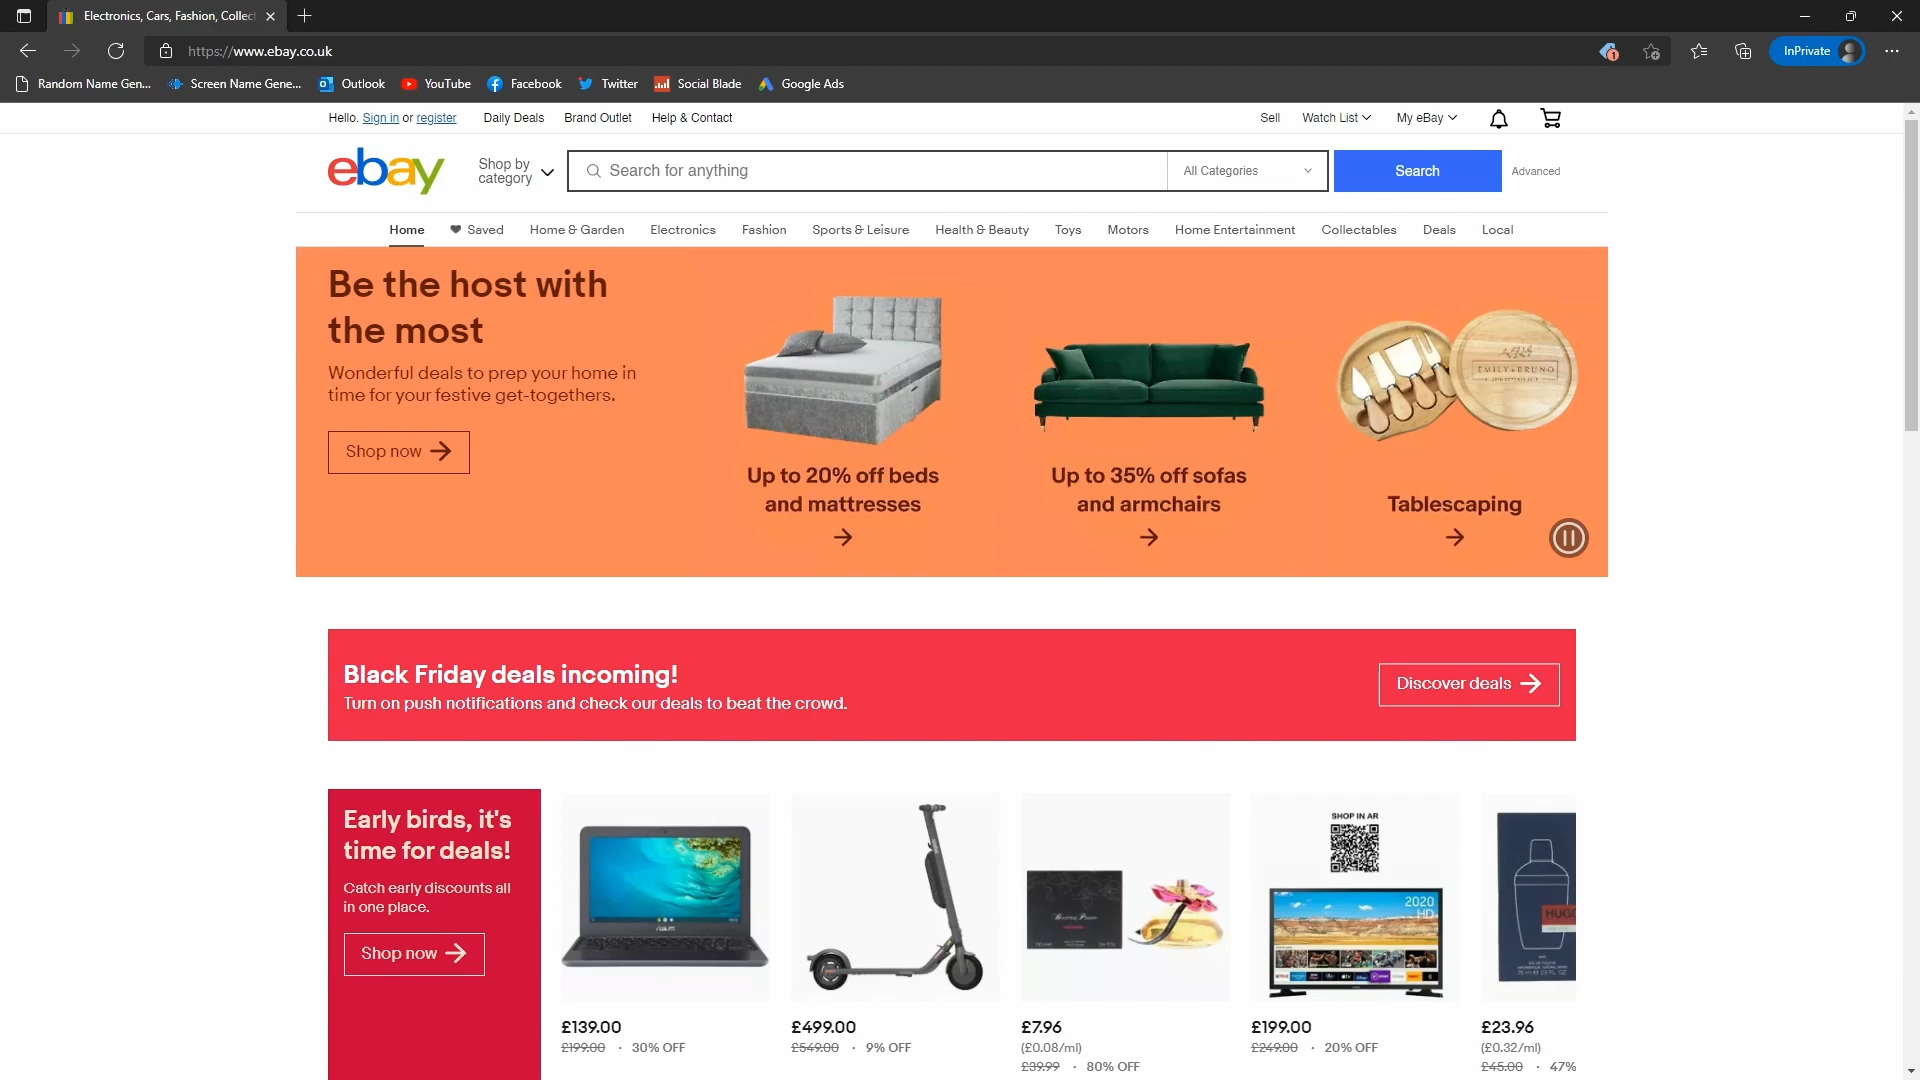 Electronics, Cars, Fashion, Collec
https://www.ebay.co.uk
1
InPrivate
Random Name Gen...
Screen Name Gene...
Outlook
YouTube
Facebook
Twitter
Social Blade
Google Ads
Hello. Sign in or register
Daily Deals
Brand Outlet
Help & Contact
Sell
Watch List
My eBay
ebay
Shop by
category
Search for anything
All Categories
Search
Advanced
Home
Saved
Home & Garden
Electronics
Fashion
Sports & Leisure
Health & Beauty
Toys
Motors
Home Entertainment
Collectables
Deals
Local
Be the host with
the most
Wonderful deals to prep your home in
time for your festive get-togethers.
Shop now
EMILY & BRUNO
Up to 20% off beds
and mattresses
Up to 35% off sofas
and armchairs
Tablescaping
Black Friday deals incoming!
Turn on push notifications and check our deals to beat the crowd.
Discover deals
Early birds, it's
time for deals!
Catch early discounts all
in one place.
Shop now
ASUS
SHOP IN AR
2020
HD
HUGO
£139.00
£199.00 · 30% OFF
£499.00
£549.00 · 9% OFF
£7.96
(£0.08/ml)
£39.99 · 80% OFF
£199.00
£249.00 · 20% OFF
£23.96
(£0.32/ml)
£45.00 · 47%